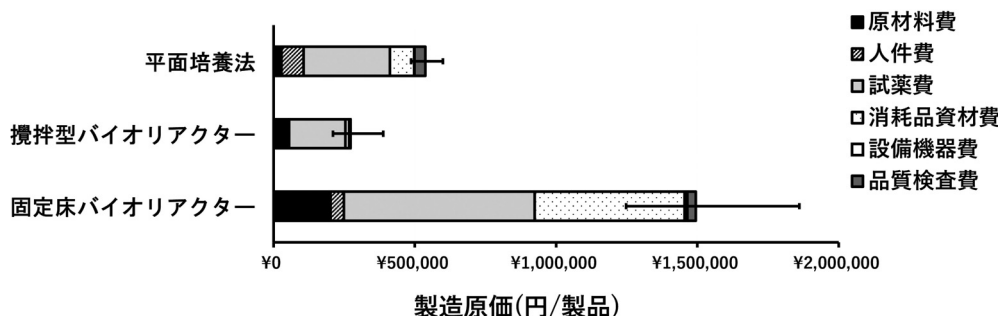 平面培養法
攪拌型バイオリアクター
固定床バイオリアクター
¥0
¥500,000
¥1,000,000
¥1,500,000
¥2,000,000
製造原価(円/製品)
原材料費
人件費
試薬費
消耗品資材費
設備機器費
品質検査費